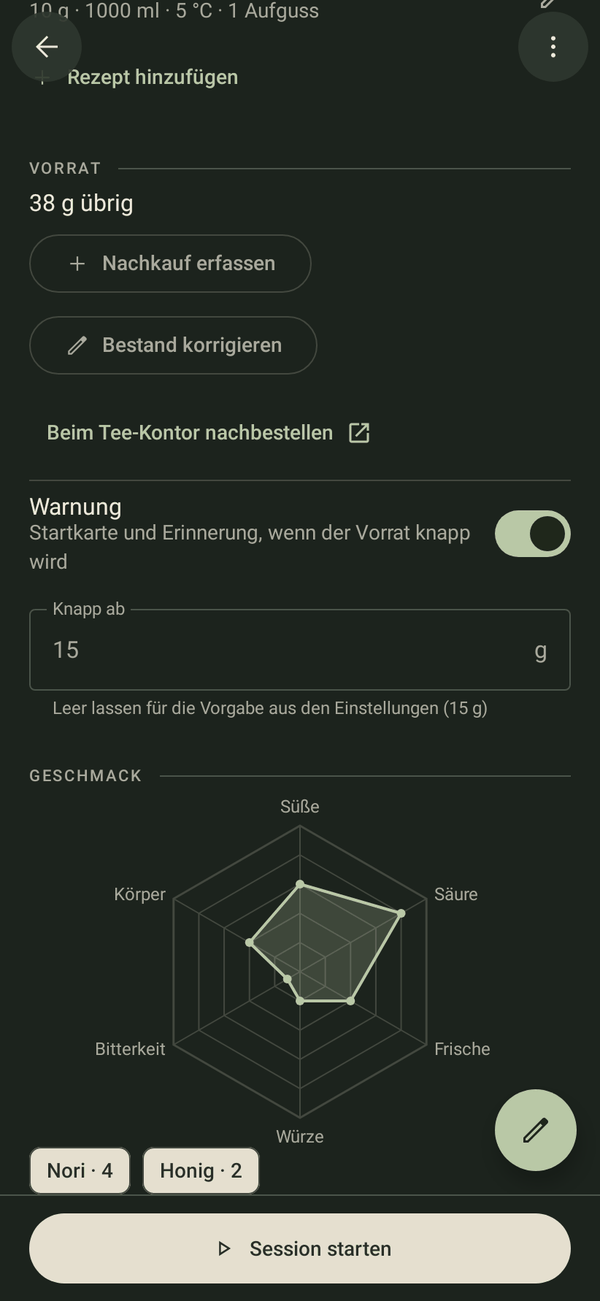 10 g · 1000 ml · 5 °C · 1 Aufguss
+ Rezept hinzufügen
VORRAT
38 g übrig
+ Nachkauf erfassen
Bestand korrigieren
Beim Tee-Kontor nachbestellen
Warnung
Startkarte und Erinnerung, wenn der Vorrat knapp
wird
Knapp ab
15 g
Leer lassen für die Vorgabe aus den Einstellungen (15 g)
GESCHMACK
Süße
Körper Säure
Bitterkeit Frische
Würze
Nori · 4 Honig · 2
Session starten